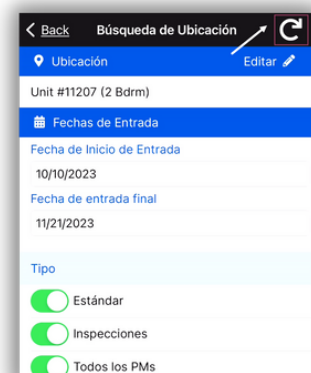 Back Búsqueda de Ubicación
Ubicación Editar
Unit #11207 (2 Bdrm)
Fechas de Entrada
Fecha de Inicio de Entrada
10/10/2023
Fecha de entrada final
11/21/2023
Tipo
Estándar
Inspecciones
Todos los PMs